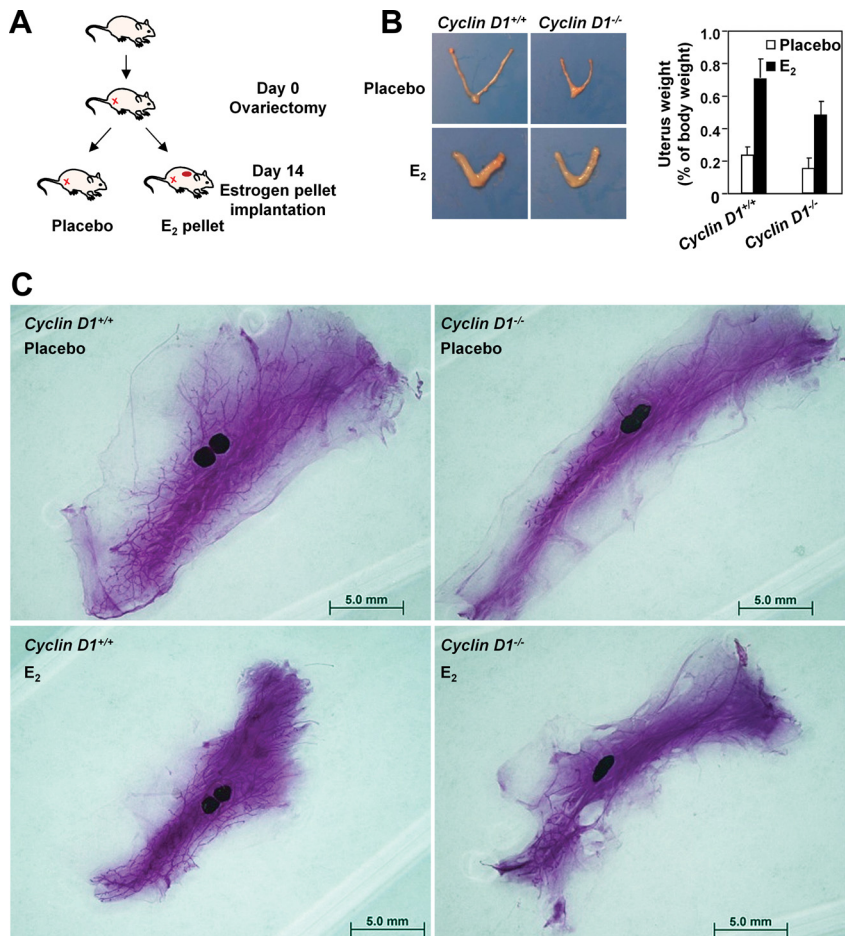 A
Day 0
Ovariectomy
Day 14
Estrogen pellet
implantation
Placebo
E₂ pellet
B
Cyclin D1⁺/⁺
Cyclin D1⁻/⁻
Placebo
E₂
Uterus weight
(% of body weight)
1.0
0.8
0.6
0.4
0.2
0
Placebo
E₂
Cyclin D1⁺/⁺
Cyclin D1⁻/⁻
C
Cyclin D1⁺/⁺
Placebo
5.0 mm
Cyclin D1⁻/⁻
Placebo
5.0 mm
Cyclin D1⁺/⁺
E₂
5.0 mm
Cyclin D1⁻/⁻
E₂
5.0 mm